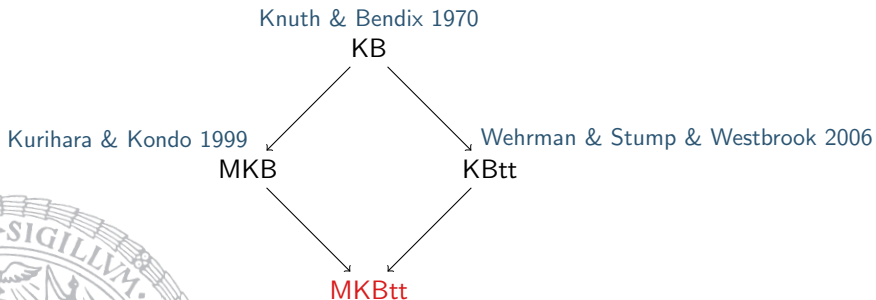 Knuth & Bendix 1970
KB
Kurihara & Kondo 1999
Wehrman & Stump & Westbrook 2006
MKB
KBtt
SIGILLVM
MKBtt